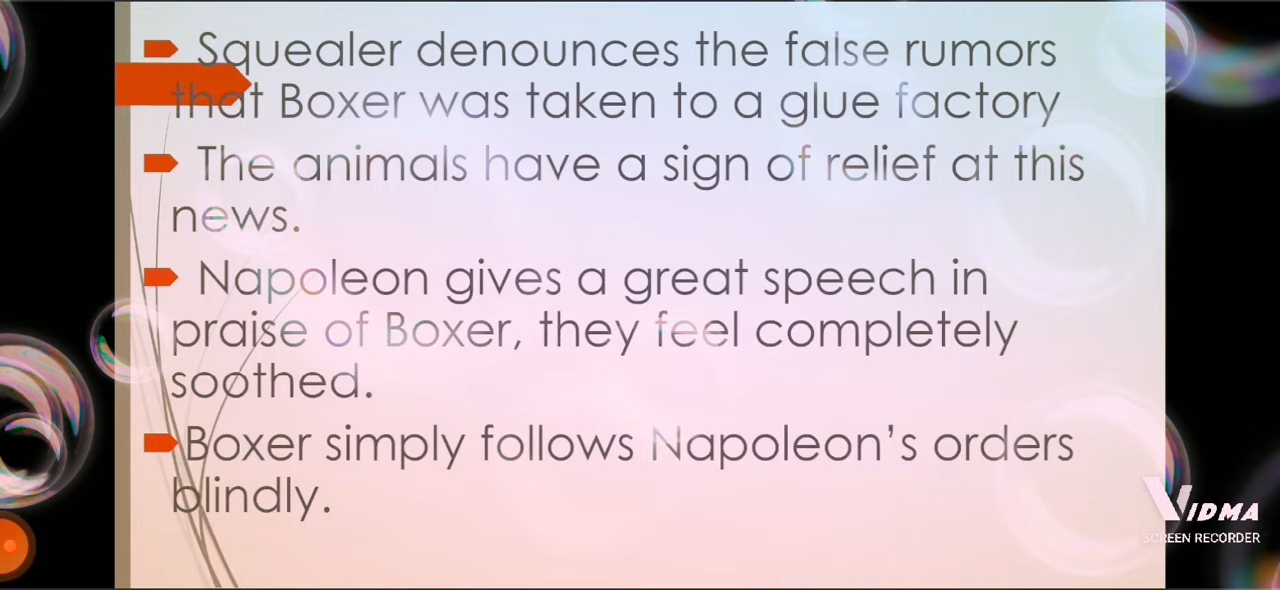 Squealer denounces the false rumors
that Boxer was taken to a glue factory
The animals have a sign of relief at this
news.
Napoleon gives a great speech in
praise of Boxer, they feel completely
soothed.
Boxer simply follows Napoleon's orders
blindly.
VIDMA
SCREEN RECORDER